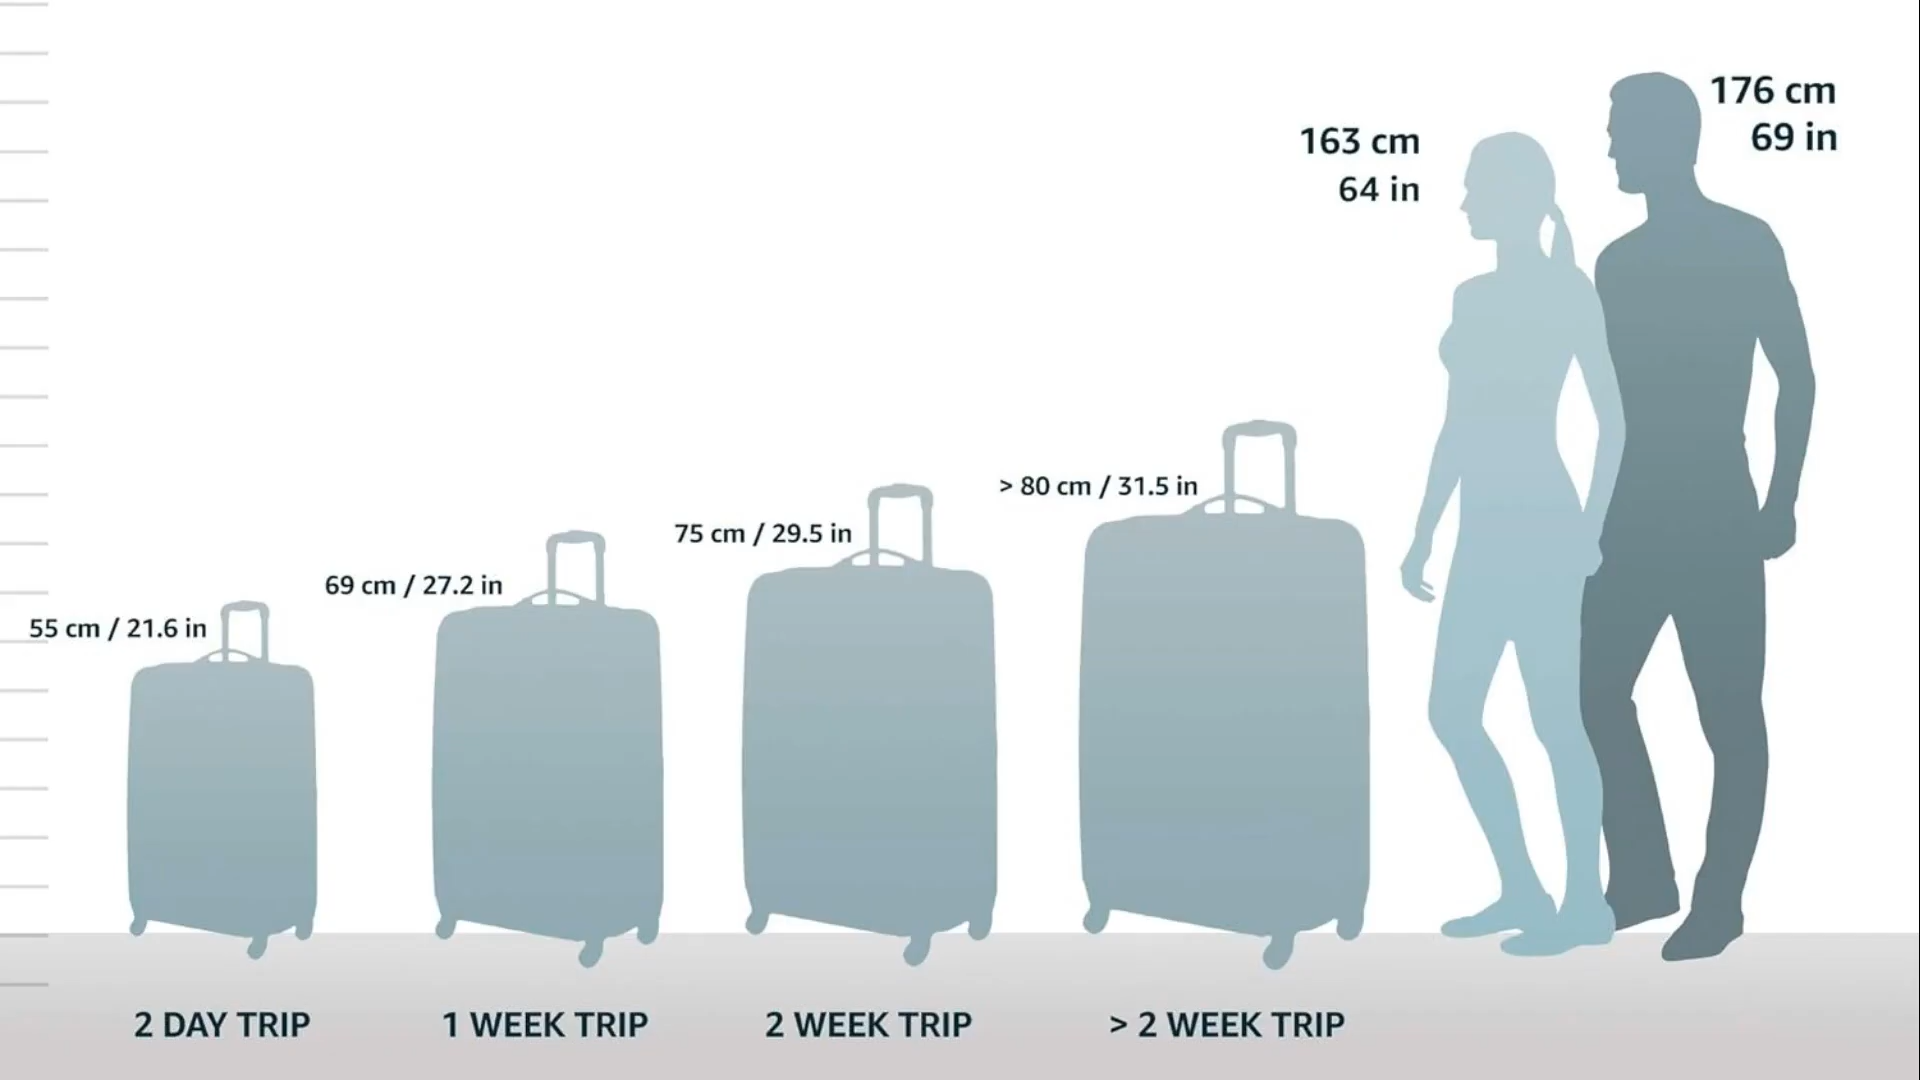 176 cm
69 in
163 cm
64 in
> 80 cm / 31.5 in
75 cm / 29.5 in
69 cm / 27.2 in
55 cm / 21.6 in
2 DAY TRIP
1 WEEK TRIP
2 WEEK TRIP
> 2 WEEK TRIP